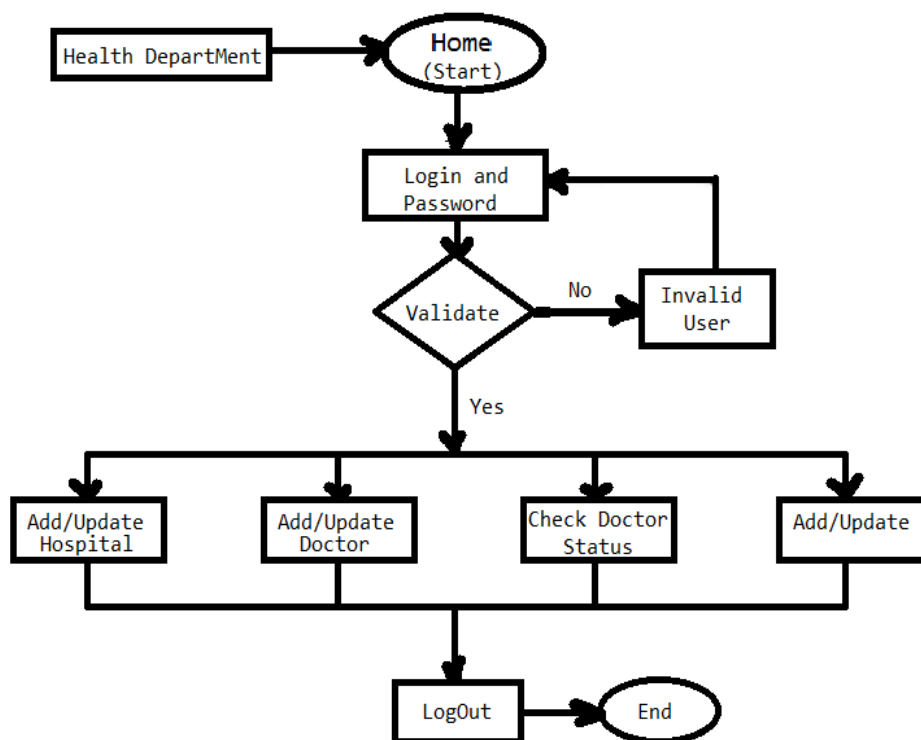 Health DepartMent
Home
(Start)
Login and
Password
Validate
No
Invalid
User
Yes
Add/Update
Hospital
Add/Update
Doctor
Check Doctor
Status
Add/Update
LogOut
End